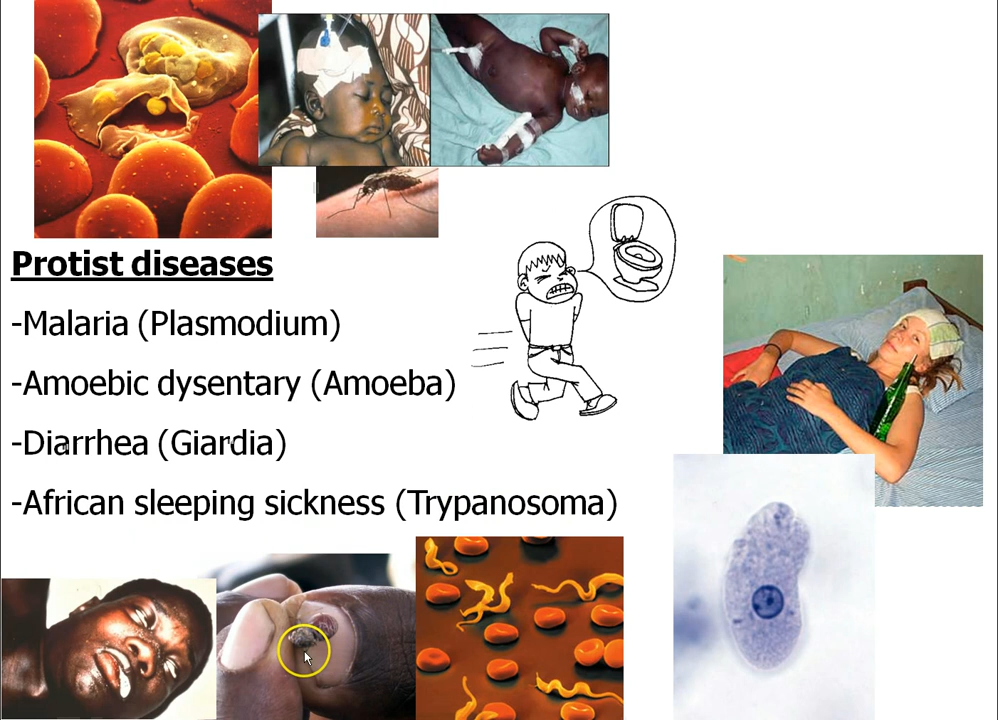 Protist diseases
-Malaria (Plasmodium)
-Amoebic dysentary (Amoeba)
-Diarrhea (Giardia)
-African sleeping sickness (Trypanosoma)